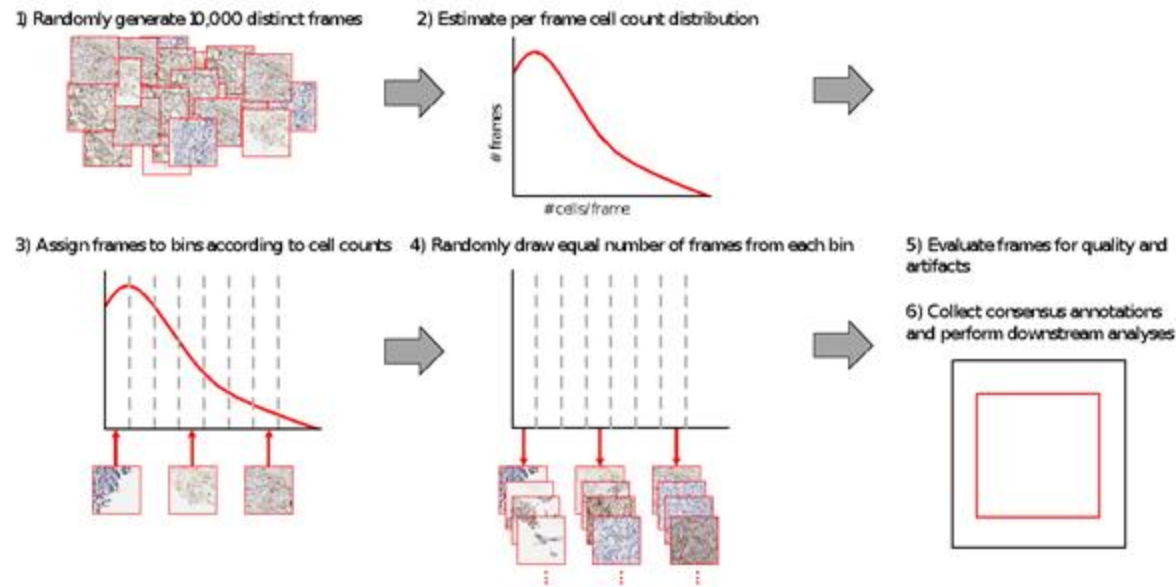 1) Randomly generate 10,000 distinct frames
2) Estimate per frame cell count distribution
# frames
# cells/frame
3) Assign frames to bins according to cell counts
4) Randomly draw equal number of frames from each bin
5) Evaluate frames for quality and
artifacts
6) Collect consensus annotations
and perform downstream analyses